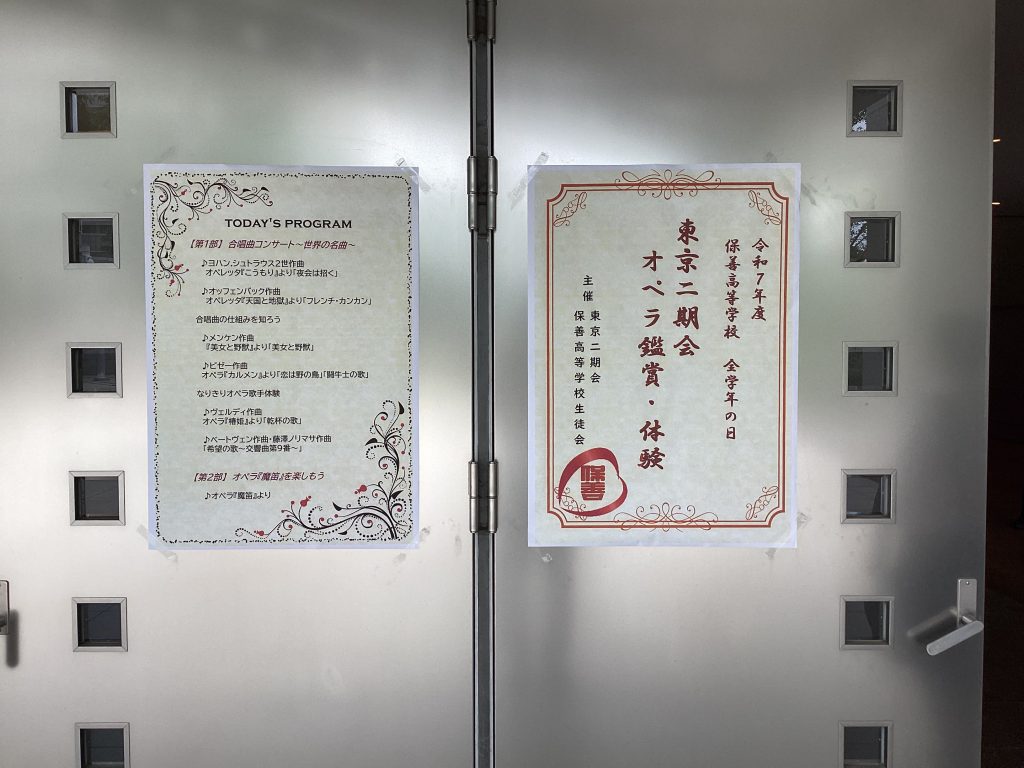 TODAY'S PROGRAM
【第1部】 合唱曲コンサート～世界の名曲～
♪ヨハン.シュトラウス2世作曲
オペレッタ『こうもり』より「夜会は招く」
♪オッフェンバック作曲
オペレッタ『天国と地獄』より「フレンチ・カンカン」
合唱曲の仕組みを知ろう
♪メンケン作曲
『美女と野獣』より「美女と野獣」
♪ビゼー作曲
オペラ『カルメン』より「恋は野の鳥」「闘牛士の歌」
なりきりオペラ歌手体験
♪ヴェルディ作曲
オペラ『椿姫』より「乾杯の歌」
♪ベートヴェン作曲・藤澤ノリマサ作曲
「希望の歌～交響曲第9番～」
【第2部】 オペラ『魔笛』を楽しもう
♪オペラ『魔笛』より
令和7年度
保善高等学校 全学年の日
東京二期会
オペラ鑑賞・体験
主催 東京二期会
保善高等学校生徒会
保善